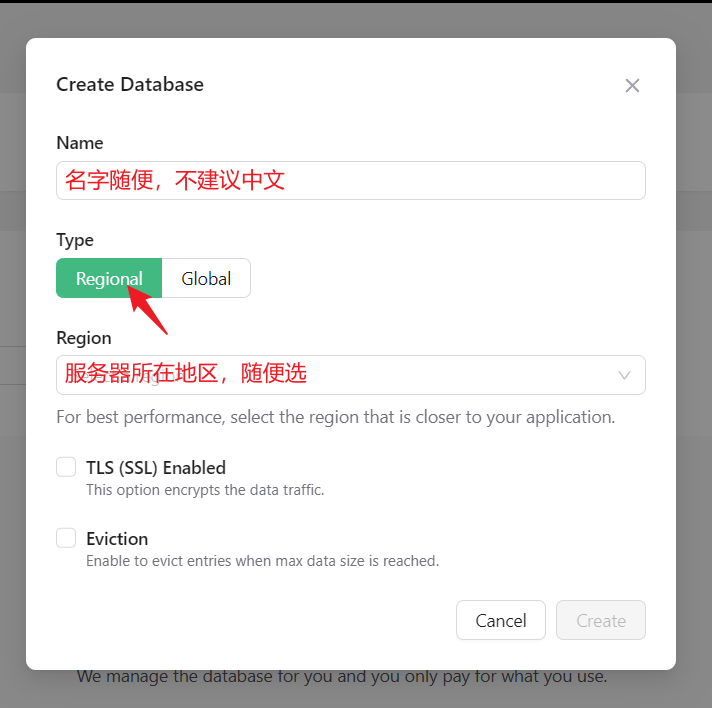 Create Database
Name
名字随便，不建议中文
Type
Regional Global
Region
服务器所在地区，随便选
For best performance, select the region that is closer to your application.
TLS (SSL) Enabled
This option encrypts the data traffic.
Eviction
Enable to evict entries when max data size is reached.
Cancel Create
We manage the database for you and you only pay for what you use.